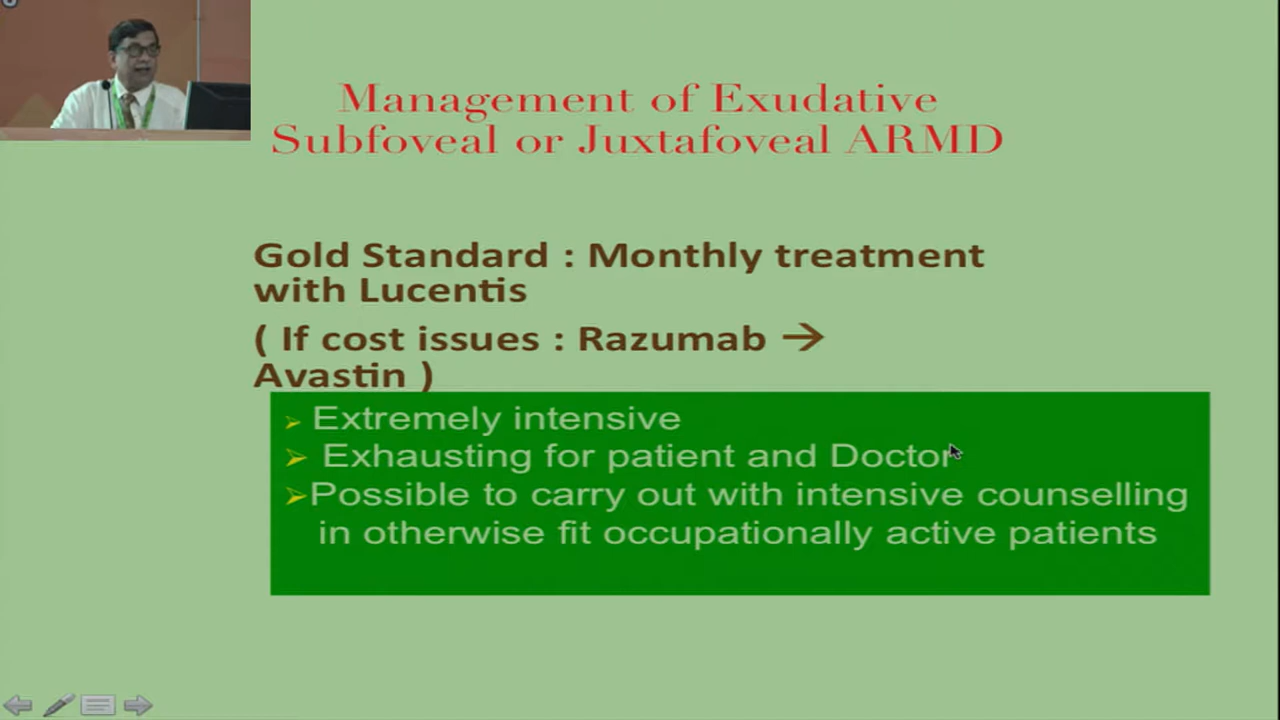 Management of Exudative
Subfoveal or Juxtafoveal ARMD
Gold Standard : Monthly treatment
with Lucentis
( If cost issues : Razumab →
Avastin )
➢ Extremely intensive
➢ Exhausting for patient and Doctor
➢Possible to carry out with intensive counselling
in otherwise fit occupationally active patients